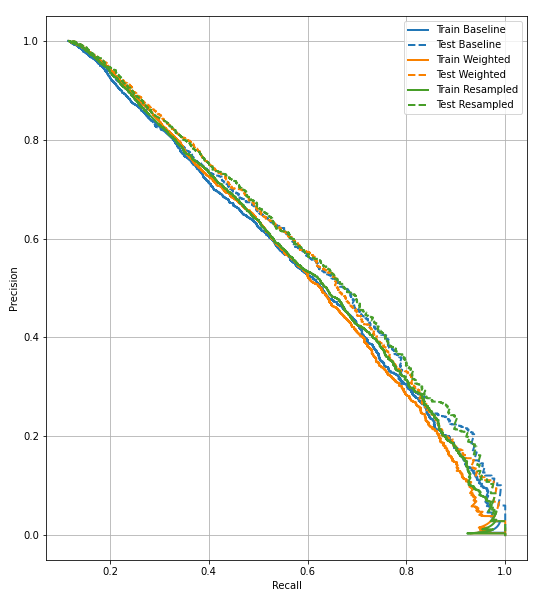 1.0
0.8
0.6
0.4
0.2
0.0
Precision
0.2
0.4
0.6
0.8
1.0
Recall
Train Baseline
Test Baseline
Train Weighted
Test Weighted
Train Resampled
Test Resampled